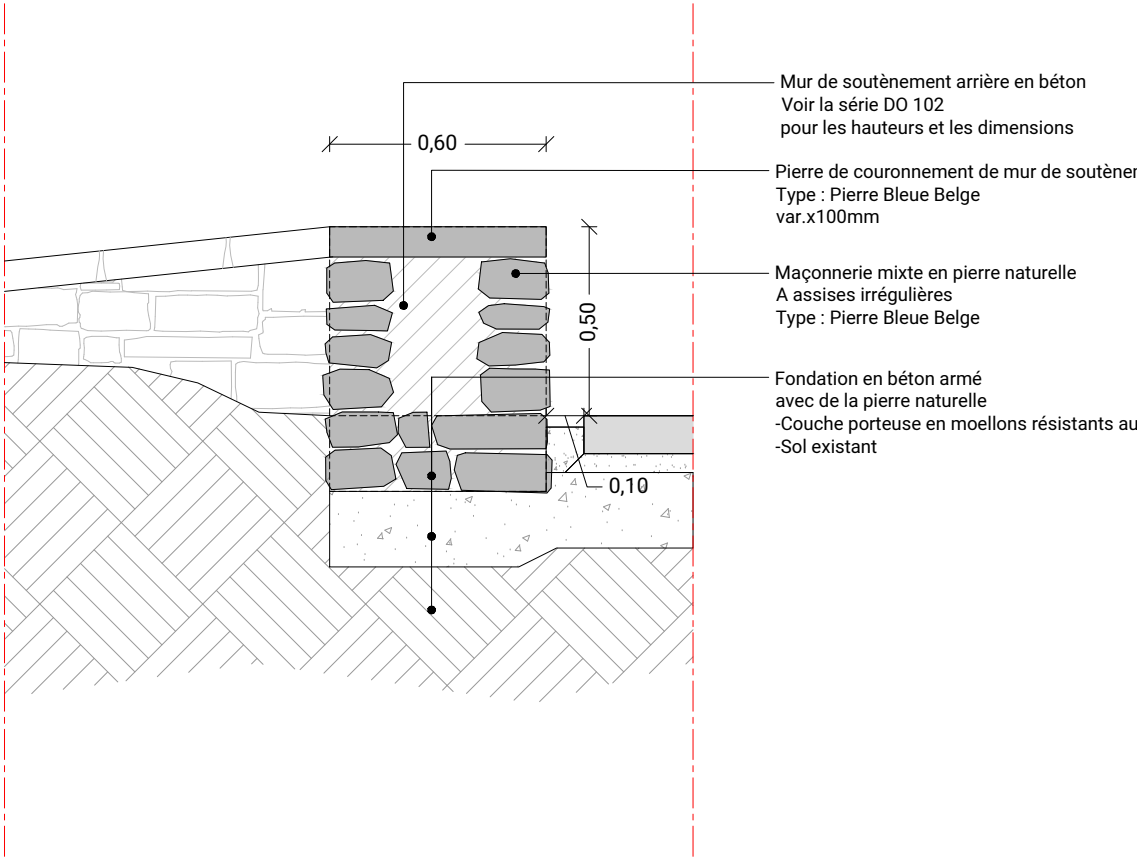 Mur de soutènement arrière en béton
Voir la série DO 102
pour les hauteurs et les dimensions
0,60
Pierre de couronnement de mur de
Type : Pierre Bleue Belge
var.x100mm
Maçonnerie mixte en pierre naturelle
A assises irrégulières
Type : Pierre Bleue Belge
0,50
Fondation en béton armé
avec de la pierre naturelle
-Couche porteuse en moellons résistants au
-Sol existant
0,10